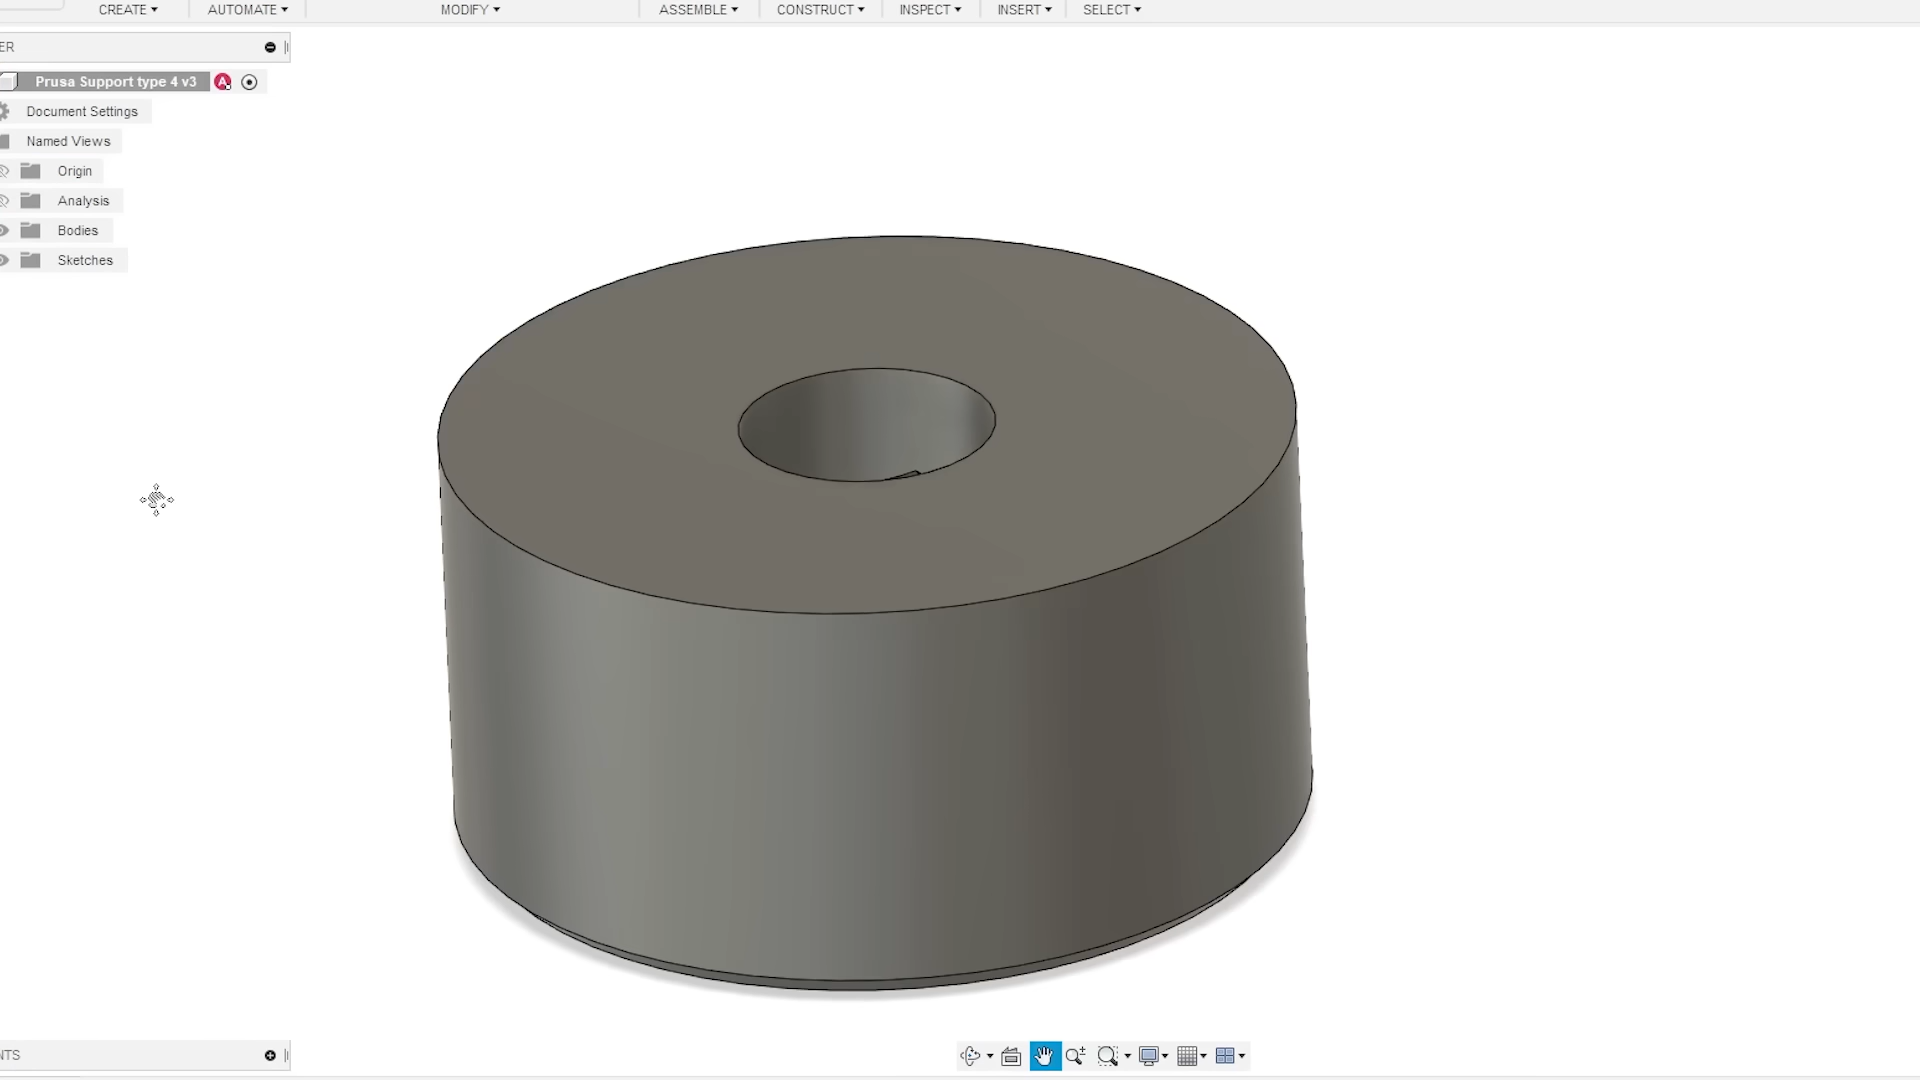 CREATE AUTOMATE MODIFY ASSEMBLE CONSTRUCT INSPECT INSERT SELECT
ER
Prusa Support type 4 v3
Document Settings
Named Views
Origin
Analysis
Bodies
Sketches
NTS